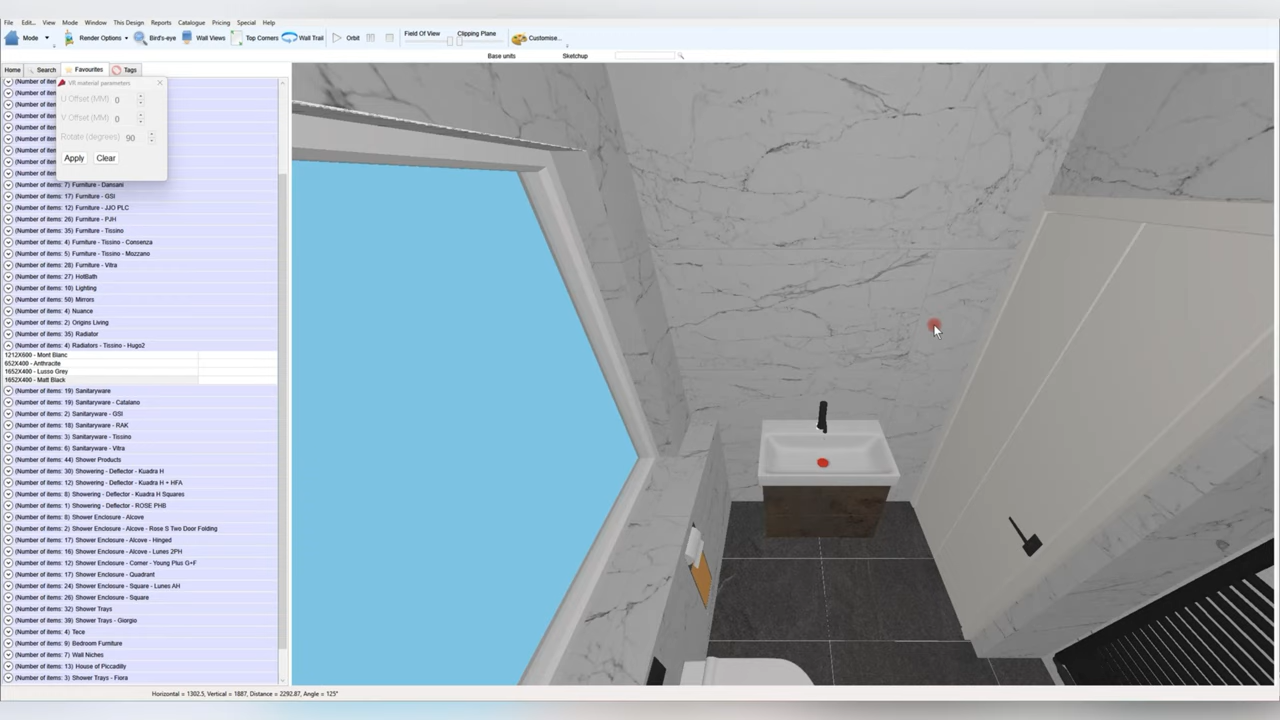 File Edit... View Mode Window This Design Reports Catalogue Pricing Special Help
Mode Render Options Bird's-eye Wall Views Top Corners Wall Trail Orbit Field Of View Clipping Plane Customise...
Base units Sketchup
Home Search Favourites Tags
(Number of item
VR material parameters
U Offset (MM) 0
V Offset (MM) 0
Rotate (degrees) 90
Apply Clear
(Number of items: 7) Furniture - Dansani
(Number of items: 17) Furniture - GSI
(Number of items: 12) Furniture - JJO PLC
(Number of items: 26) Furniture - PJH
(Number of items: 35) Furniture - Tissino
(Number of items: 4) Furniture - Tissino - Consenza
(Number of items: 5) Furniture - Tissino - Mozzano
(Number of items: 28) Furniture - Vitra
(Number of items: 27) HotBath
(Number of items: 10) Lighting
(Number of items: 50) Mirrors
(Number of items: 4) Nuance
(Number of items: 2) Origins Living
(Number of items: 35) Radiator
(Number of items: 4) Radiators - Tissino - Hugo2
1212X600 - Mont Blanc
652X400 - Anthracite
1652X400 - Lusso Grey
1652X400 - Matt Black
(Number of items: 19) Sanitaryware
(Number of items: 19) Sanitaryware - Catalano
(Number of items: 2) Sanitaryware - GSI
(Number of items: 18) Sanitaryware - RAK
(Number of items: 3) Sanitaryware - Tissino
(Number of items: 6) Sanitaryware - Vitra
(Number of items: 44) Shower Products
(Number of items: 30) Showering - Deflector - Kuadra H
(Number of items: 12) Showering - Deflector - Kuadra H + HFA
(Number of items: 8) Showering - Deflector - Kuadra H Squares
(Number of items: 1) Showering - Deflector - ROSE PHB
(Number of items: 8) Shower Enclosure - Alcove
(Number of items: 2) Shower Enclosure - Alcove - Rose S Two Door Folding
(Number of items: 17) Shower Enclosure - Alcove - Hinged
(Number of items: 16) Shower Enclosure - Alcove - Lunes 2PH
(Number of items: 12) Shower Enclosure - Corner - Young Plus G+F
(Number of items: 17) Shower Enclosure - Quadrant
(Number of items: 24) Shower Enclosure - Square - Lunes AH
(Number of items: 26) Shower Enclosure - Square
(Number of items: 32) Shower Trays
(Number of items: 39) Shower Trays - Giorgio
(Number of items: 4) Tece
(Number of items: 9) Bedroom Furniture
(Number of items: 7) Wall Niches
(Number of items: 13) House of Piccadilly
(Number of items: 3) Shower Trays - Fiora
Horizontal = 1302.5, Vertical = 1887, Distance = 2292.87, Angle = 125°